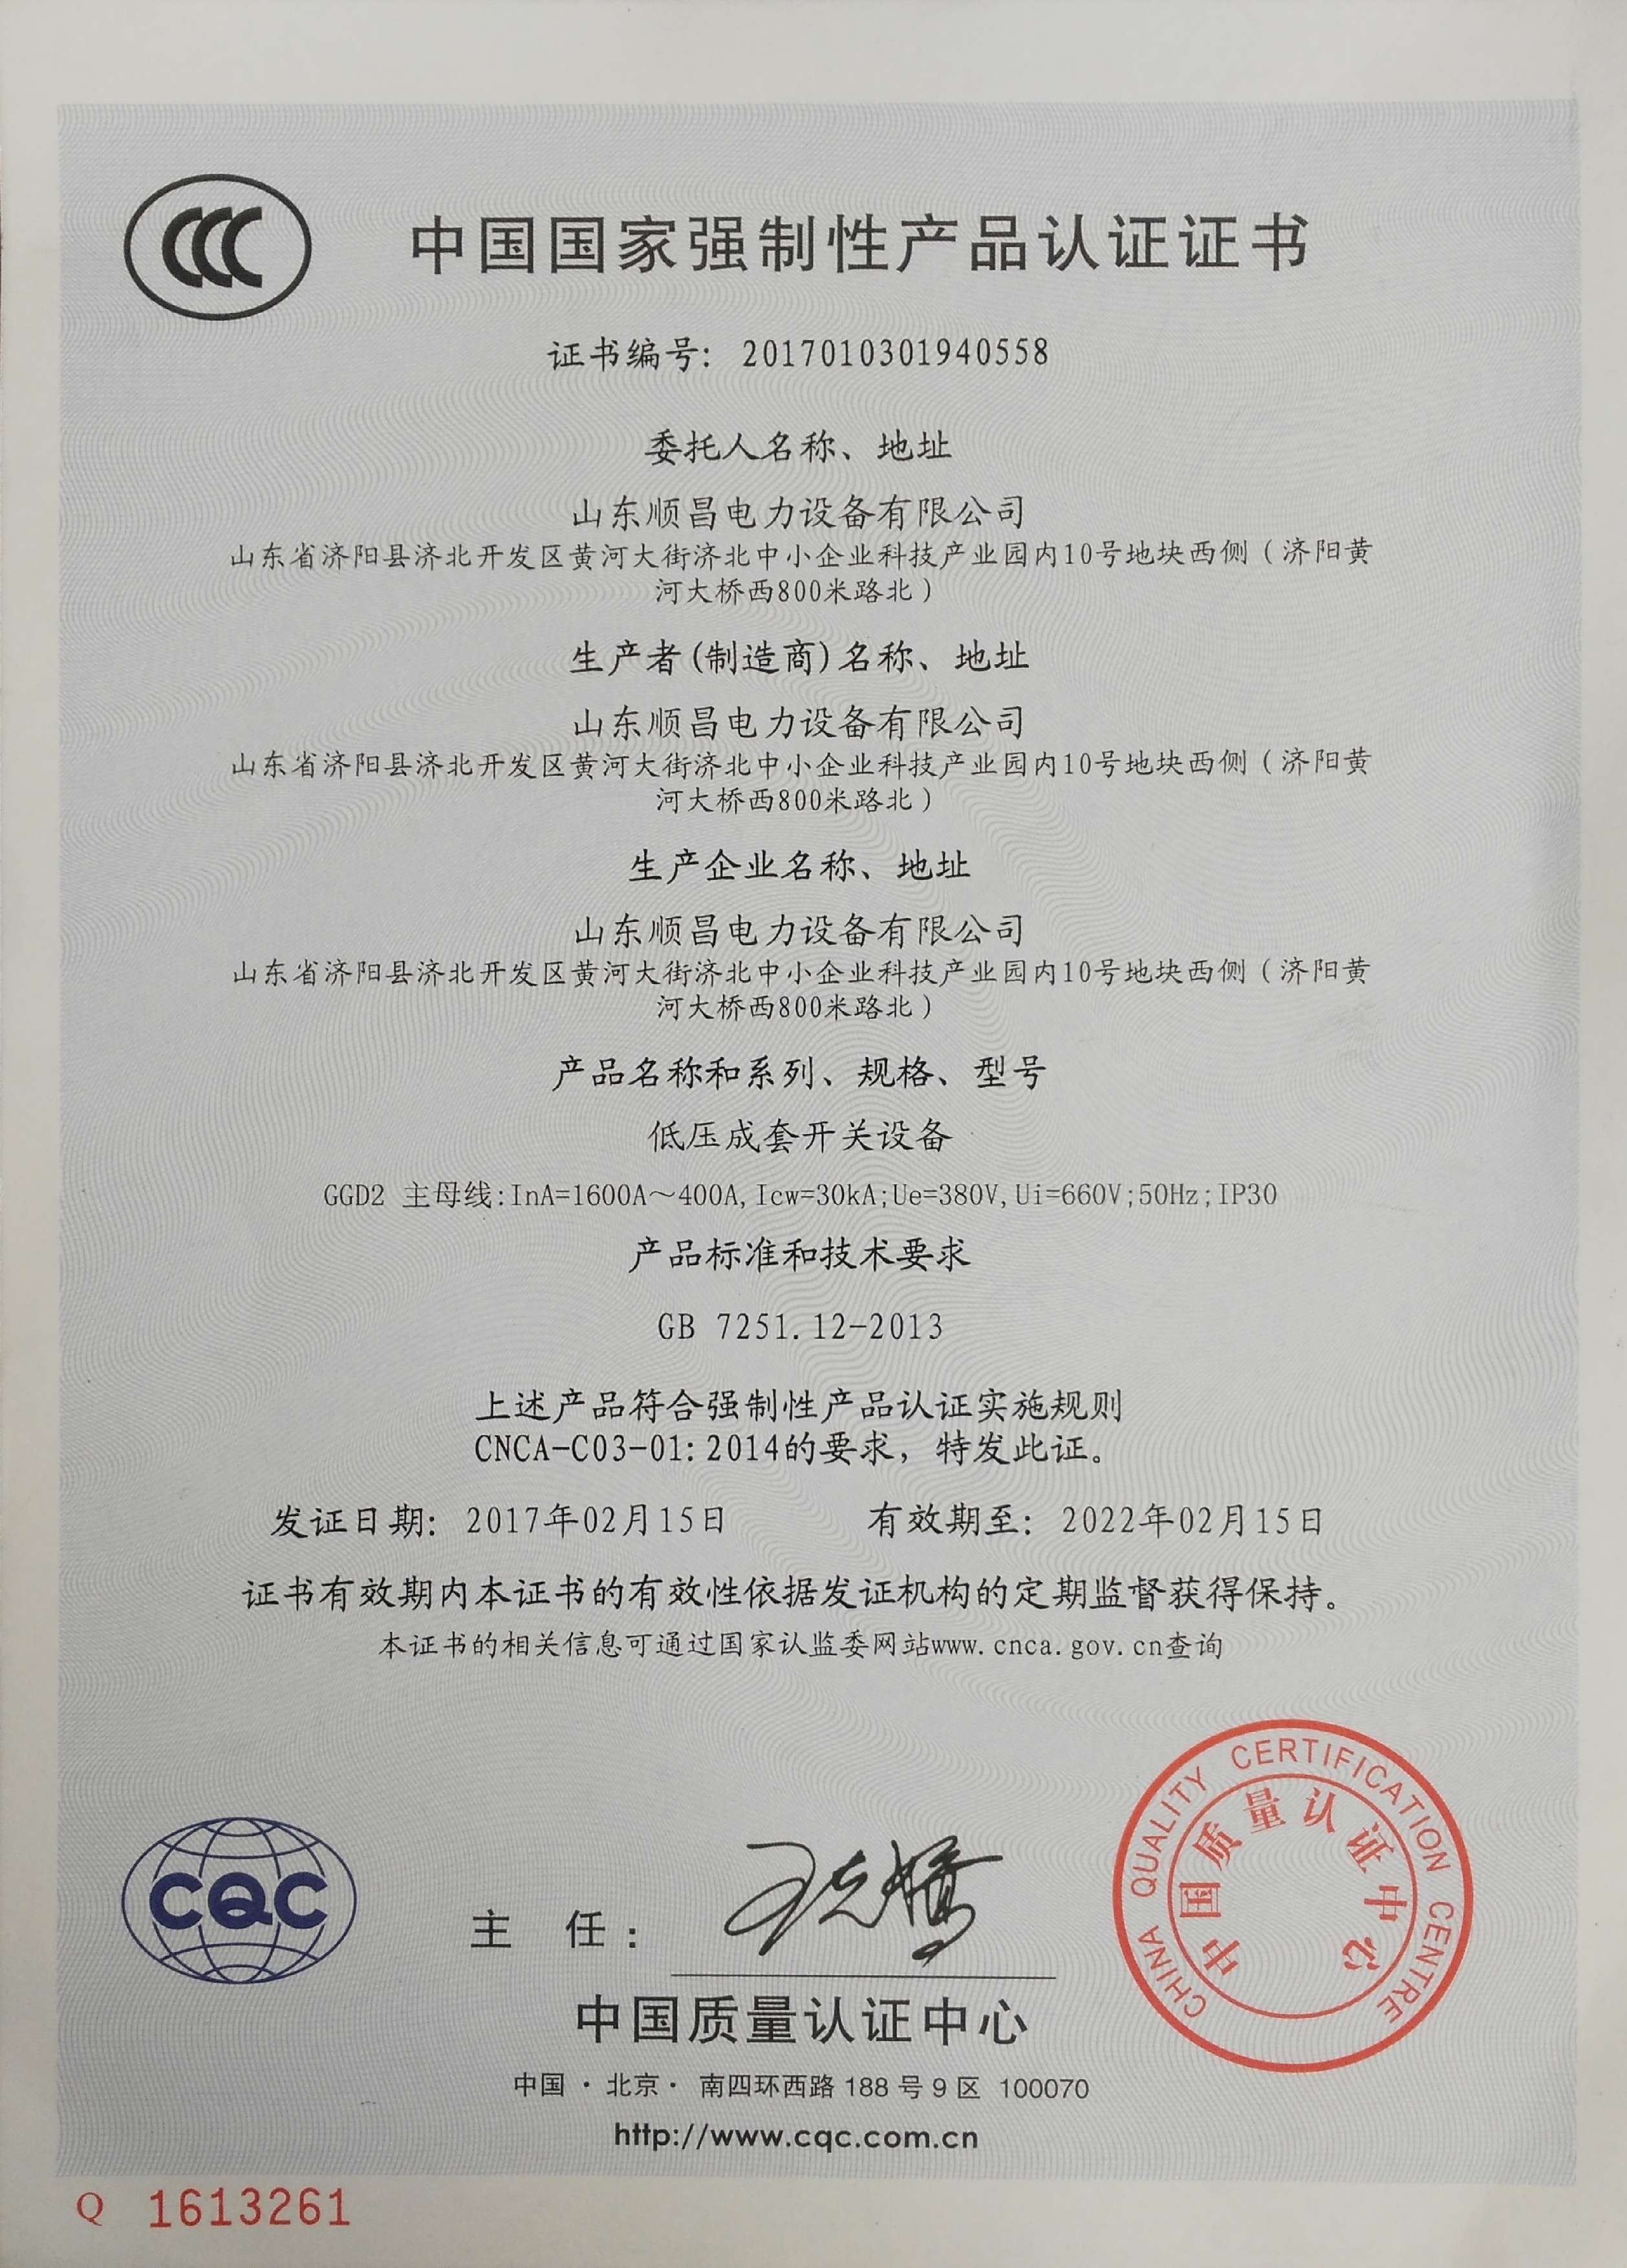 CCC
中国国家强制性产品认证证书
证书编号: 2017010301940558
委托人名称、地址
山东顺昌电力设备有限公司
山东省济阳县济北开发区黄河大街济北中小企业科技产业园内10号地块西侧（济阳黄
河大桥西800米路北）
生产者(制造商)名称、地址
山东顺昌电力设备有限公司
山东省济阳县济北开发区黄河大街济北中小企业科技产业园内10号地块西侧（济阳黄
河大桥西800米路北）
生产企业名称、地址
山东顺昌电力设备有限公司
山东省济阳县济北开发区黄河大街济北中小企业科技产业园内10号地块西侧（济阳黄
河大桥西800米路北）
产品名称和系列、规格、型号
低压成套开关设备
GGD2 主母线:InA=1600A～400A,Icw=30kA;Ue=380V,Ui=660V;50Hz;IP30
产品标准和技术要求
GB 7251.12-2013
上述产品符合强制性产品认证实施规则
CNCA-C03-01:2014的要求，特发此证。
发证日期: 2017年02月15日 有效期至: 2022年02月15日
证书有效期内本证书的有效性依据发证机构的定期监督获得保持。
本证书的相关信息可通过国家认监委网站www.cnca.gov.cn查询
CHINA QUALITY CERTIFICATION CENTRE
中国质量认证中心
CQC
主 任:
中国质量认证中心
中国·北京· 南四环西路 188 号 9 区 100070
http://www.cqc.com.cn
Q 1613261